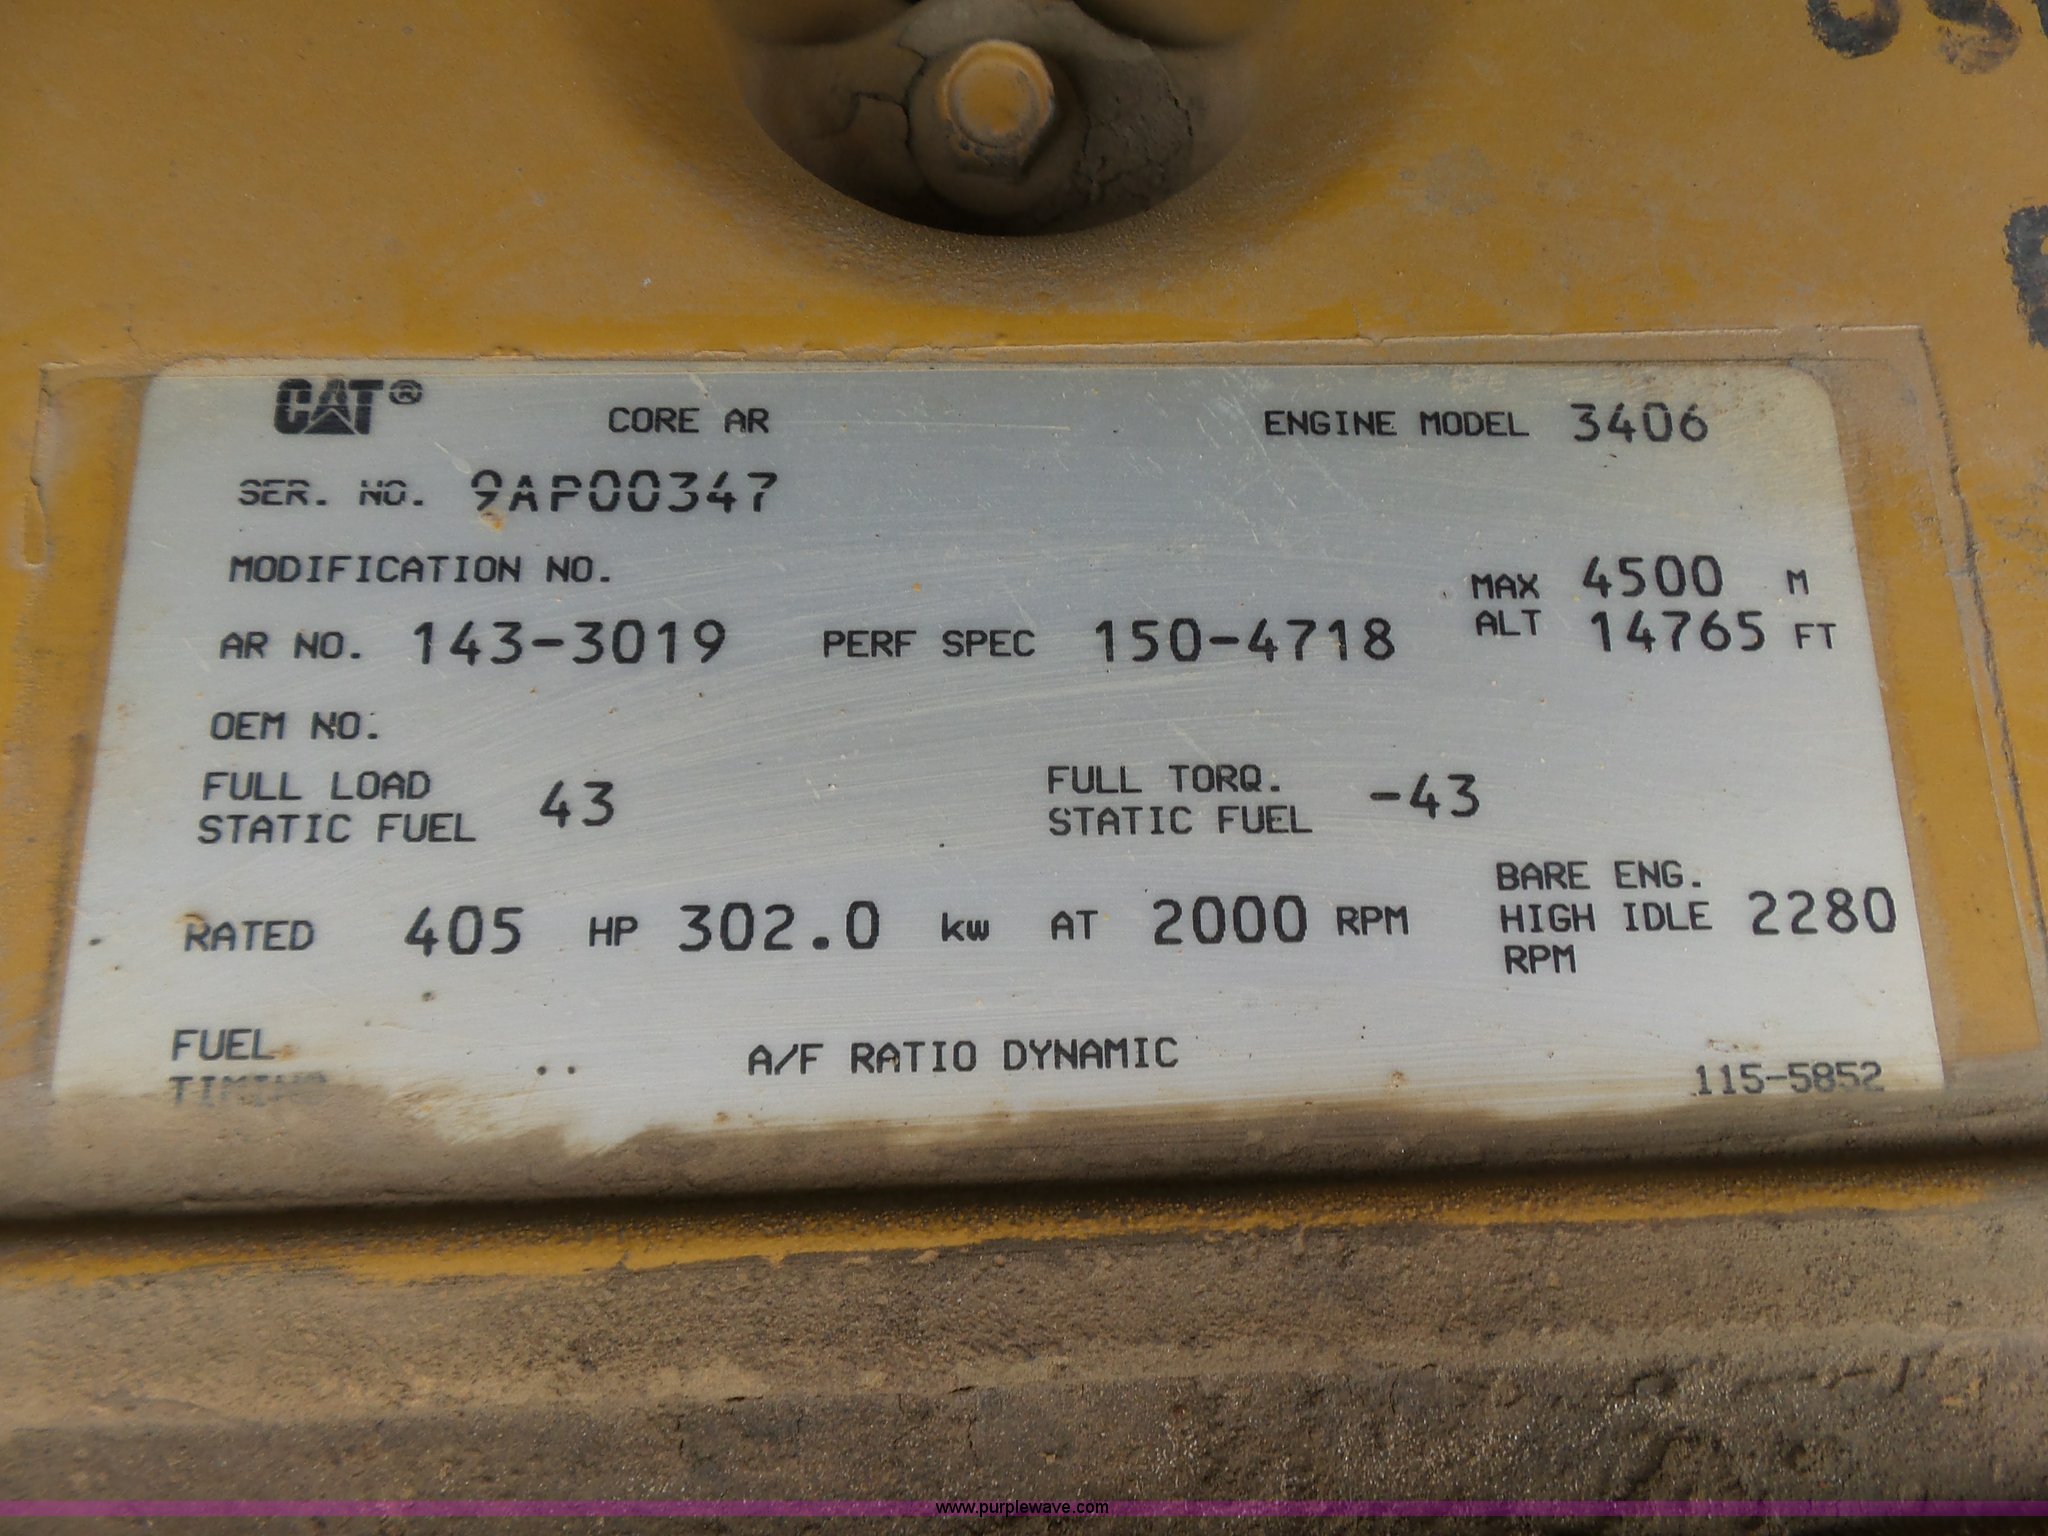 CAT® CORE AR ENGINE MODEL 3406
SER. NO. 9AP00347
MODIFICATION NO.
MAX ALT 4500 M 14765 FT
AR NO. 143-3019 PERF SPEC 150-4718
OEM NO.
FULL LOAD STATIC FUEL 43 FULL TORQ. STATIC FUEL -43
RATED 405 HP 302.0 kw AT 2000 RPM BARE ENG. HIGH IDLE RPM 2280
FUEL TIMING .. A/F RATIO DYNAMIC
115-5852
www.purplewave.com